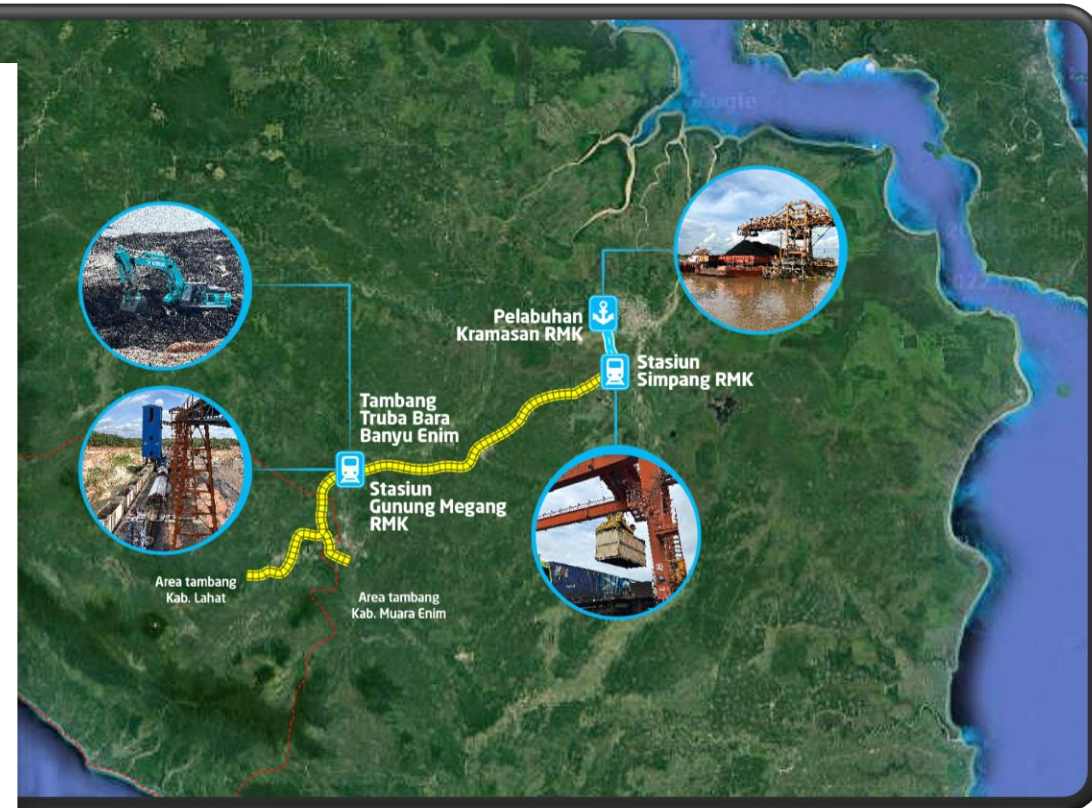 Pelabuhan
Kramasan RMK
Stasiun
Simpang RMK
Tambang
Truba Bara
Banyu Enim
Stasiun
Gunung Megang
RMK
Area tambang
Kab. Lahat
Area tambang
Kab. Muara Enim